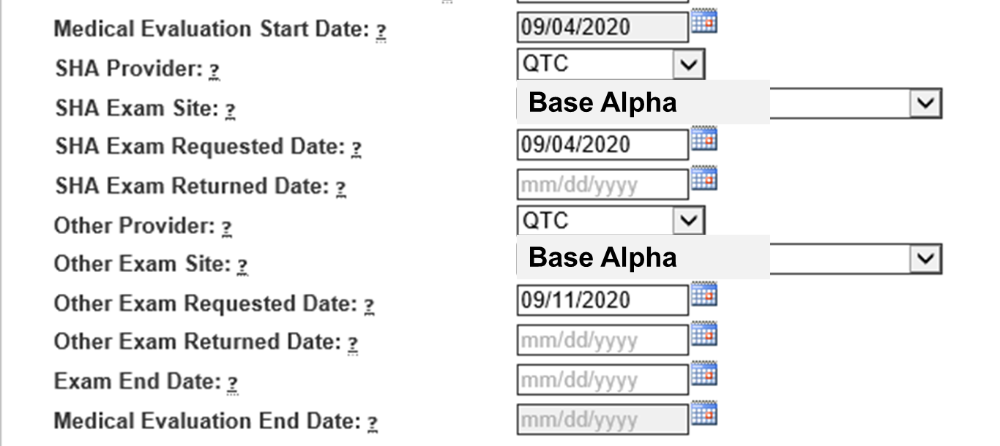 Medical Evaluation Start Date: ? 09/04/2020
SHA Provider: ? QTC
SHA Exam Site: ? Base Alpha
SHA Exam Requested Date: ? 09/04/2020
SHA Exam Returned Date: ? mm/dd/yyyy
Other Provider: ? QTC
Other Exam Site: ? Base Alpha
Other Exam Requested Date: ? 09/11/2020
Other Exam Returned Date: ? mm/dd/yyyy
Exam End Date: ? mm/dd/yyyy
Medical Evaluation End Date: ? mm/dd/yyyy